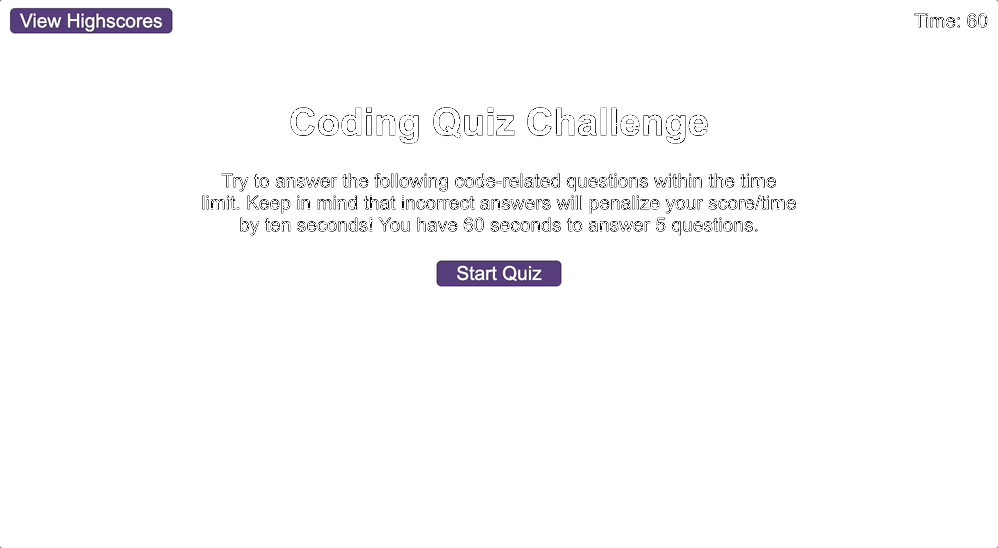 View Highscores
Time: 60
Coding Quiz Challenge
Try to answer the following code-related questions within the time
limit. Keep in mind that incorrect answers will penalize your score/time
by ten seconds! You have 60 seconds to answer 5 questions.
Start Quiz